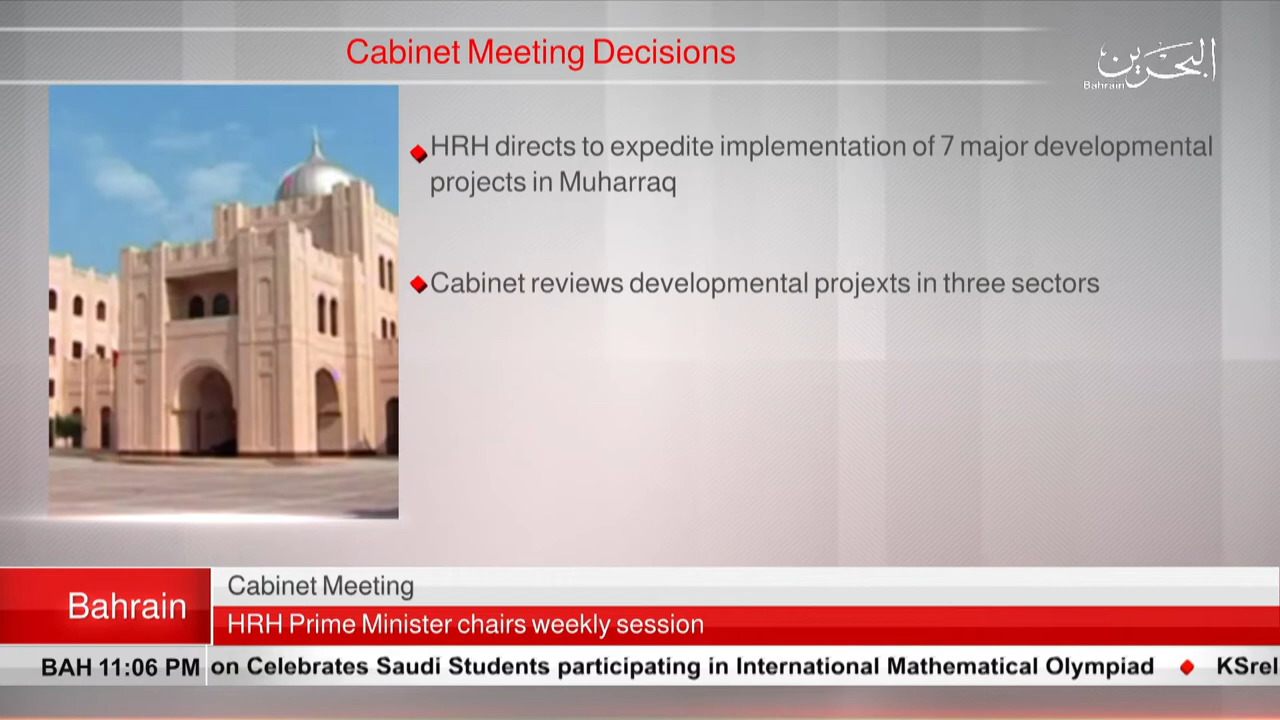 Cabinet Meeting Decisions
البحرين
Bahrain
HRH directs to expedite implementation of 7 major developmental
projects in Muharraq
Cabinet reviews developmental projexts in three sectors
Bahrain
Cabinet Meeting
HRH Prime Minister chairs weekly session
BAH 11:06 PM
on Celebrates Saudi Students participating in International Mathematical Olympiad
KSrel